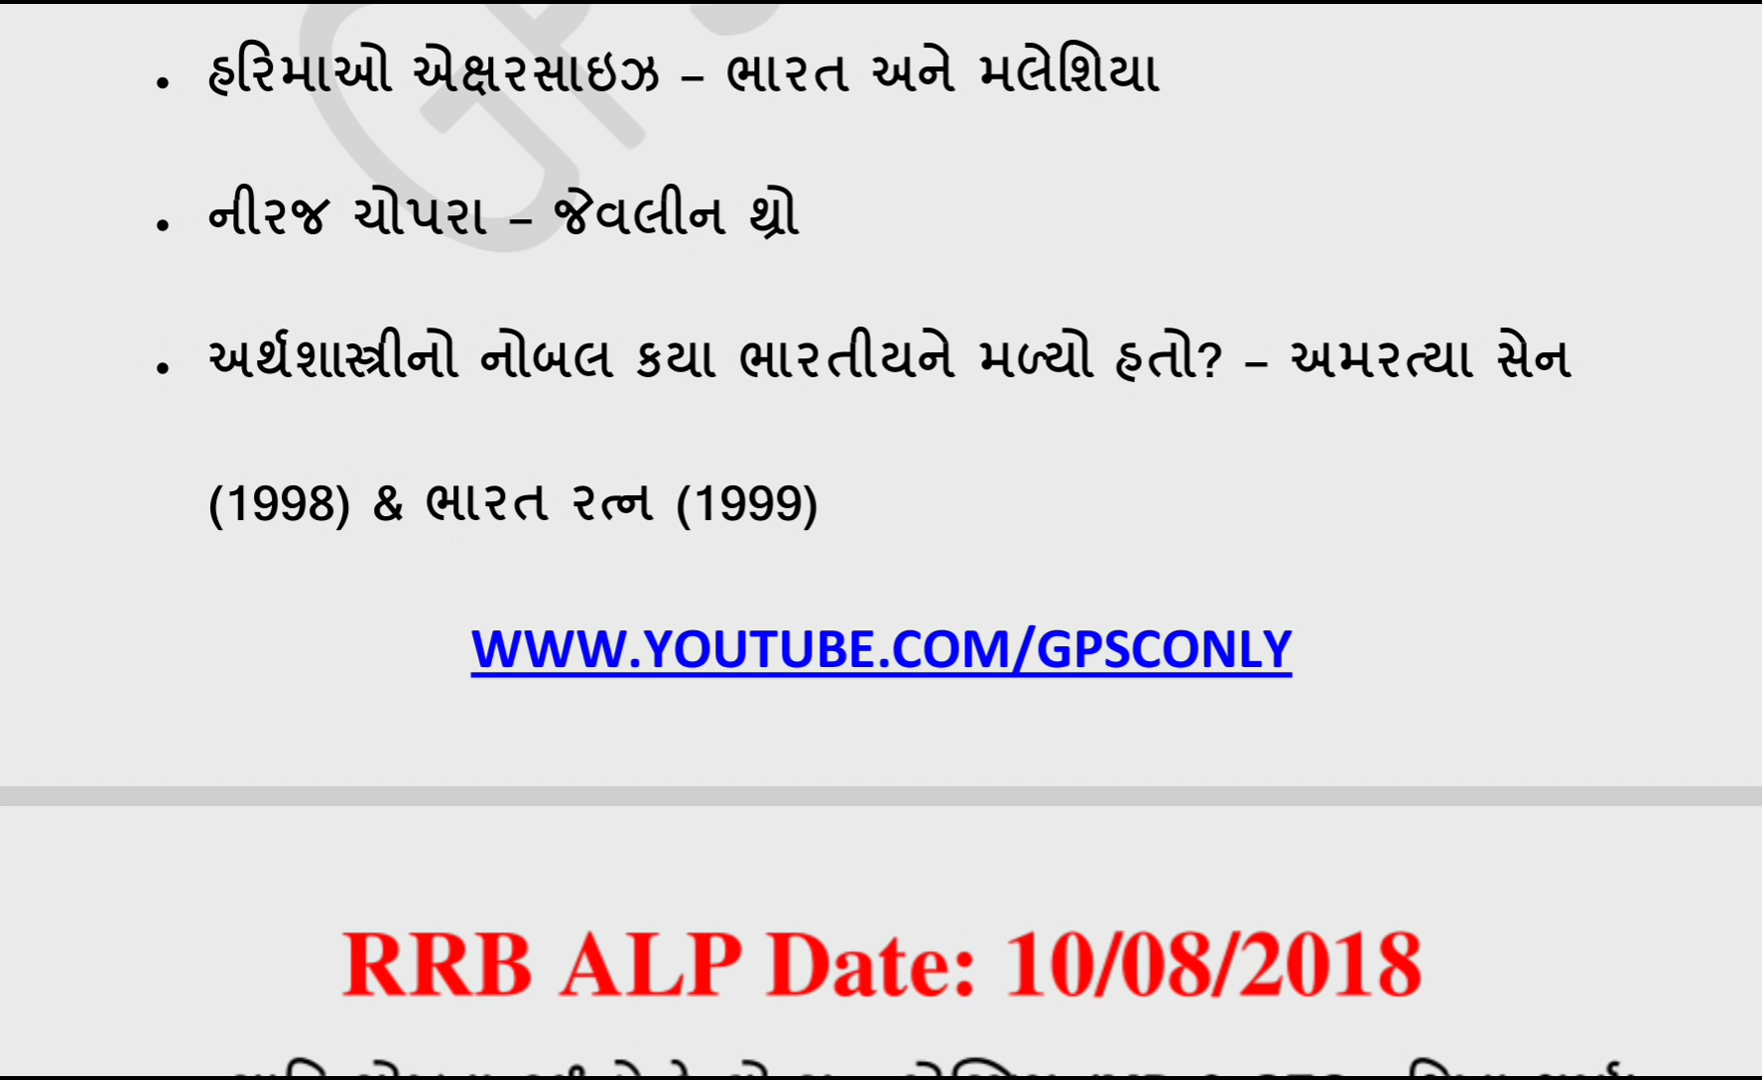 • હરિમાઓ એક્ષરસાઇઝ – ભારત અને મલેશિયા
• નીરજ ચોપરા – જેવલીન થ્રો
• અર્થશાસ્ત્રીનો નોબલ કયા ભારતીયને મળ્યો હતો? – અમરત્યા સેન
(1998) & ભારત રત્ન (1999)
WWW.YOUTUBE.COM/GPSCONLY
RRB ALP Date: 10/08/2018